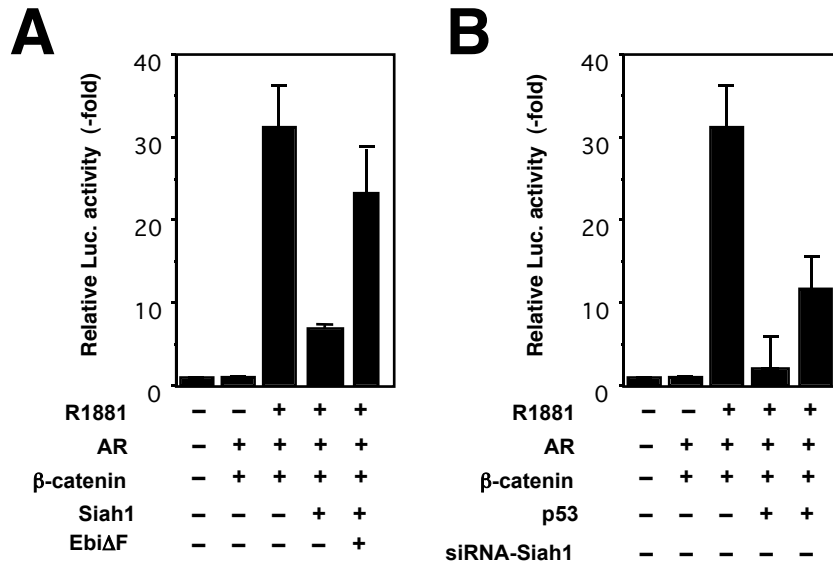 A
Relative Luc. activity (-fold)
40
30
20
10
0
R1881 – – + + +
AR – + + + +
β-catenin – + + + +
Siah1 – – – + +
EbiΔF – – – – +
B
Relative Luc. activity (-fold)
40
30
20
10
0
R1881 – – + + +
AR – + + + +
β-catenin – + + + +
p53 – – – + +
siRNA-Siah1 – – – – –